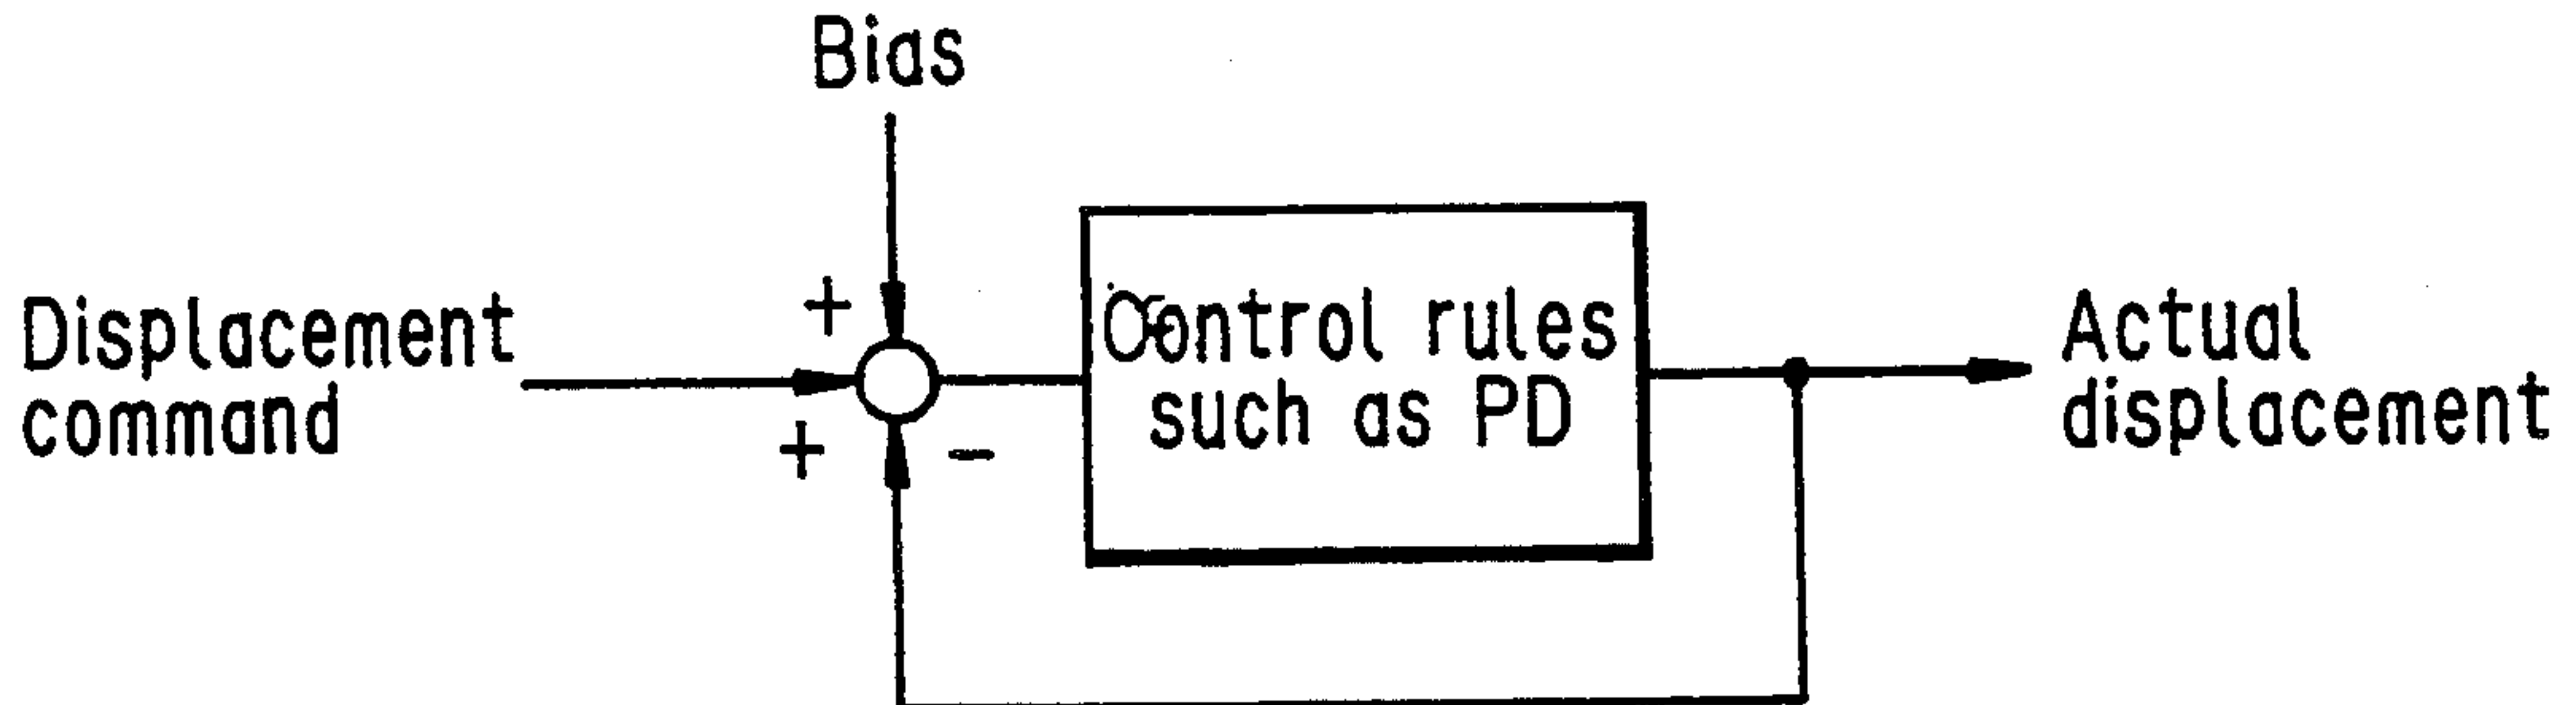 Bias
+
Displacement
command
+
-
Control rules
such as PD
Actual
displacement